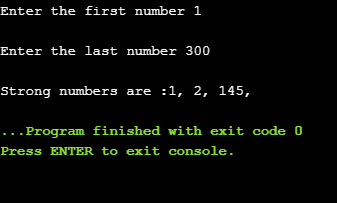 Enter the first number 1
Enter the last number 300
Strong numbers are :1, 2, 145,
...Program finished with exit code 0
Press ENTER to exit console.